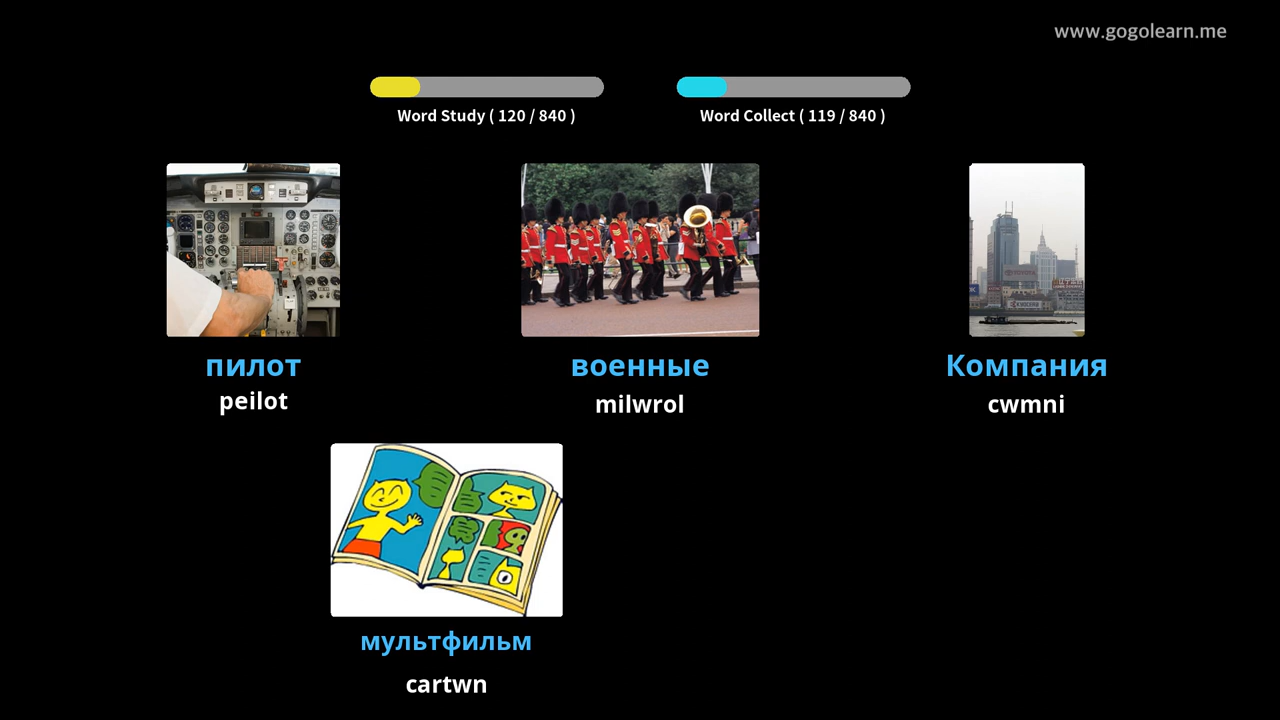 www.gogolearn.me
Word Study ( 120 / 840 )
Word Collect ( 119 / 840 )
пилот
peilot
военные
milwrol
Компания
cwmni
мультфильм
cartwn